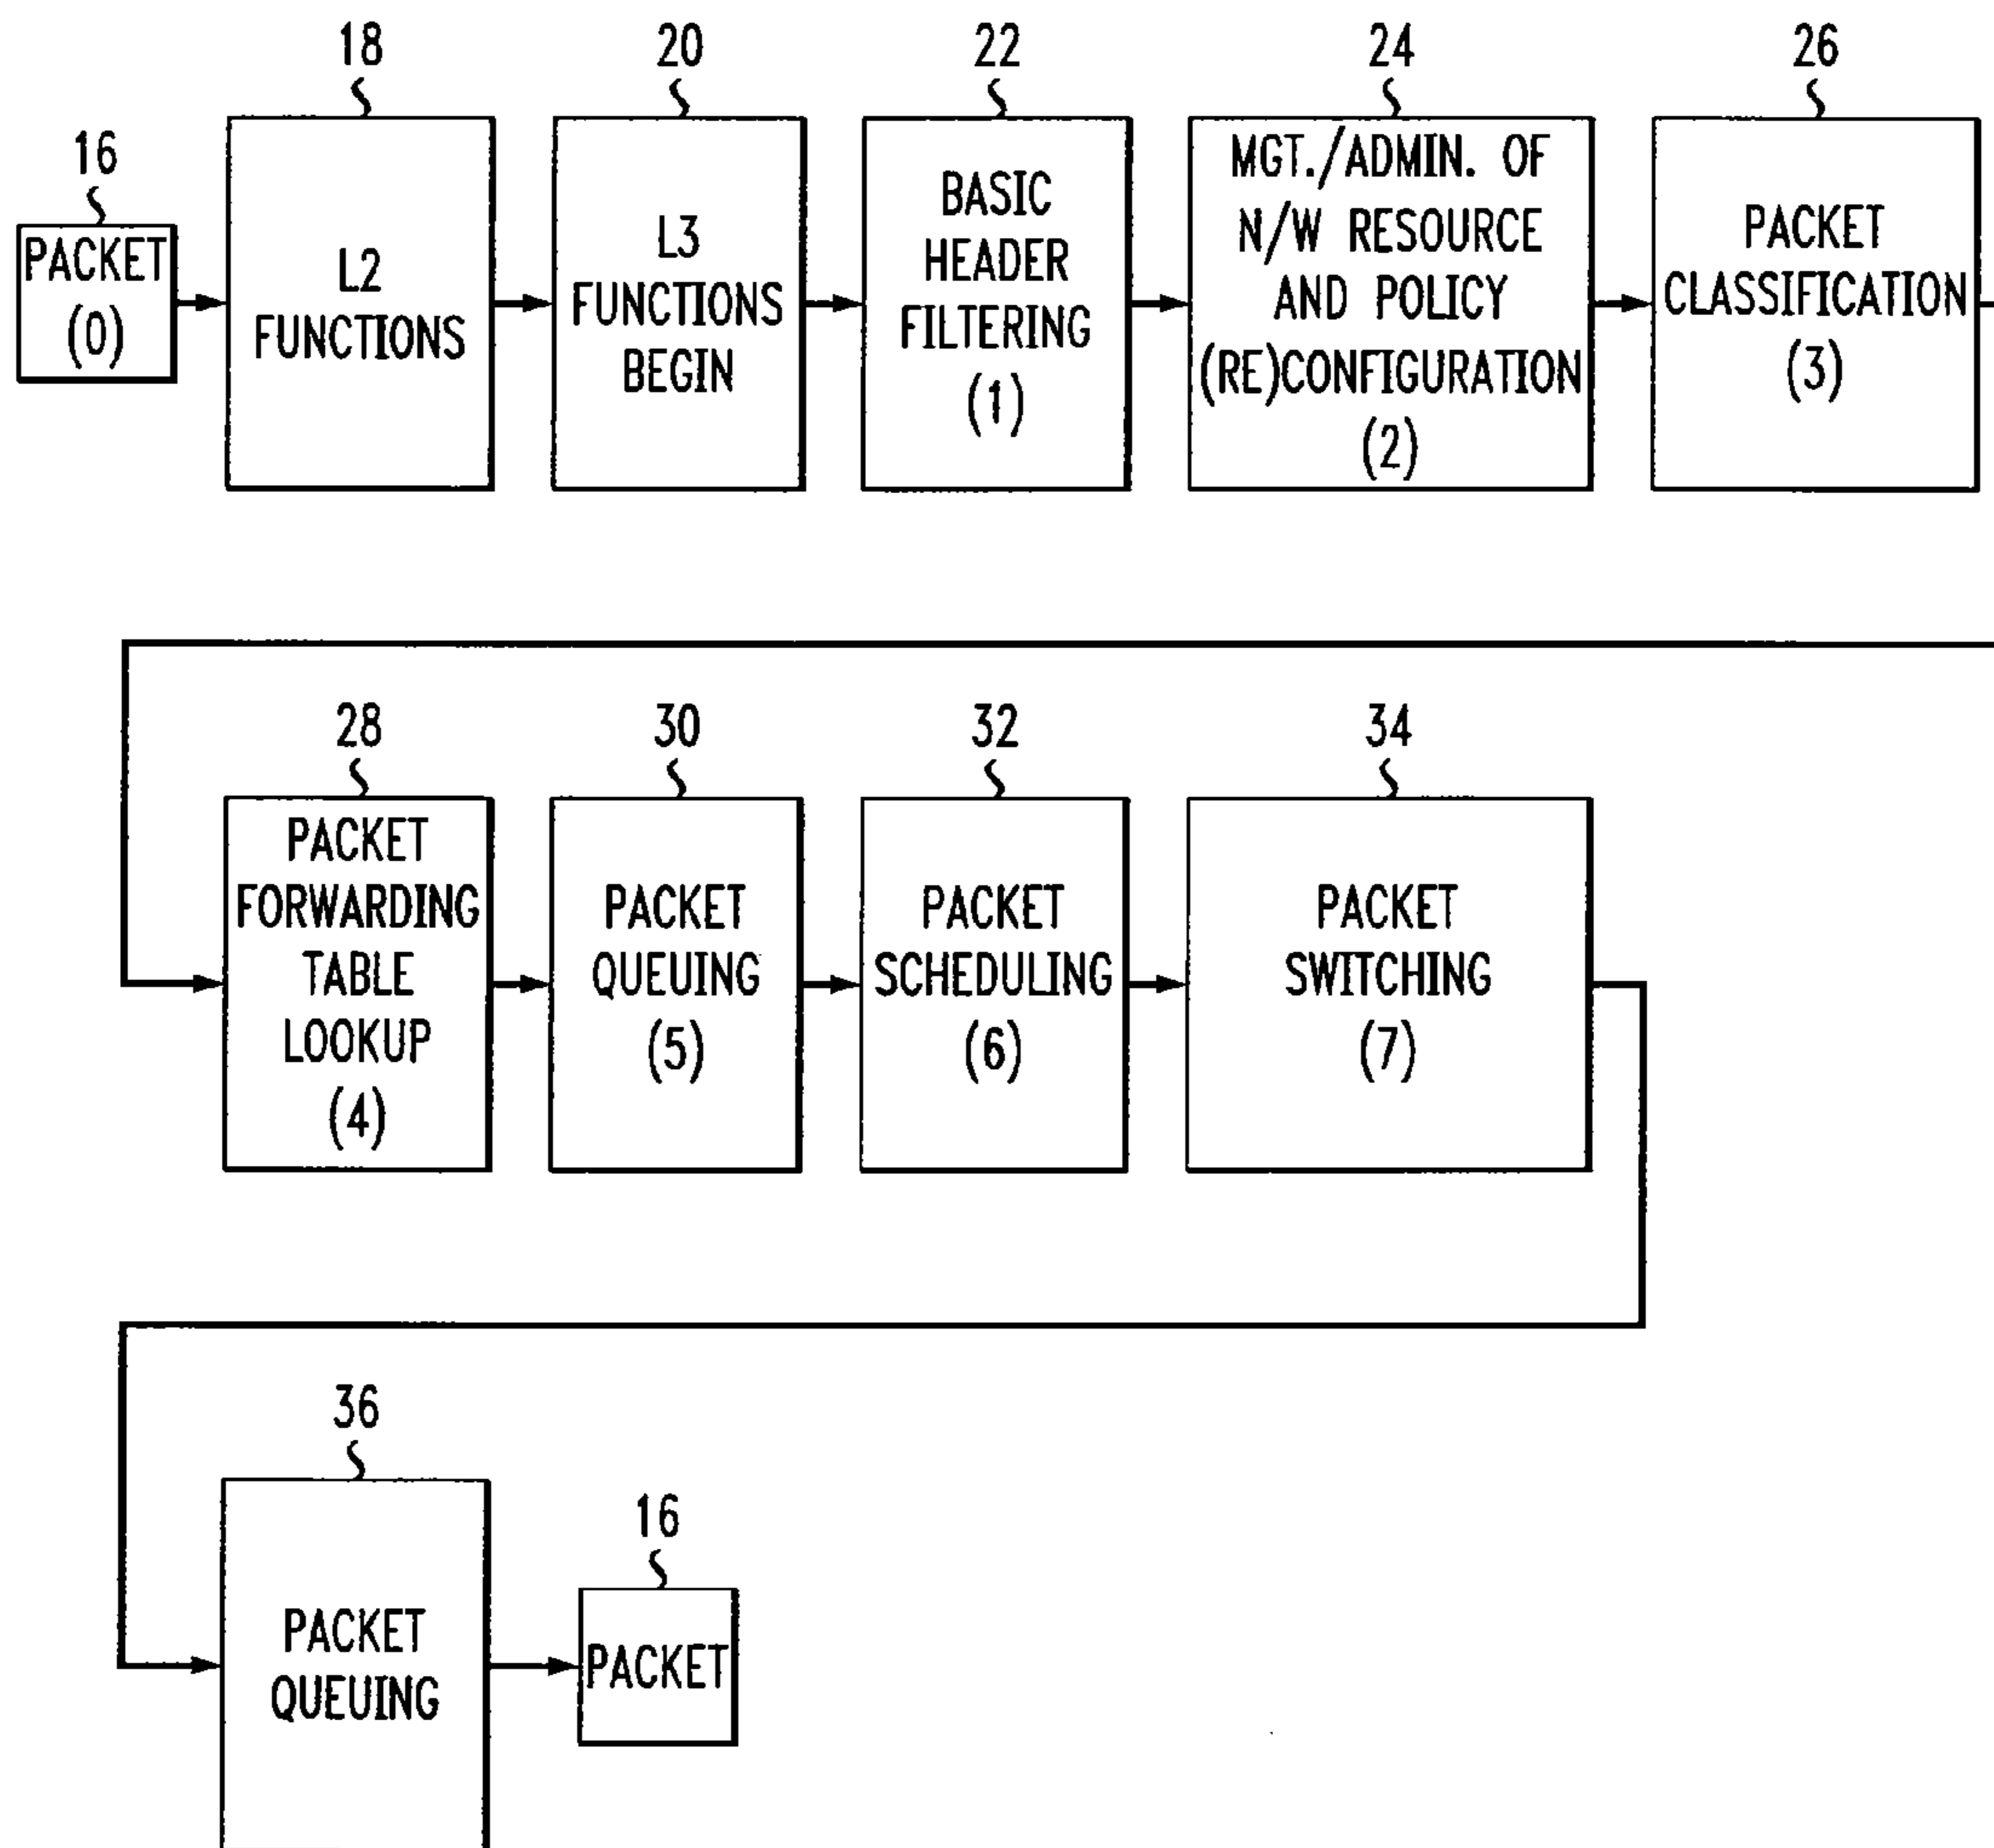 16
PACKET
(0)
18
L2
FUNCTIONS
20
L3
FUNCTIONS
BEGIN
22
BASIC
HEADER
FILTERING
(1)
24
MGT./ADMIN. OF
N/W RESOURCE
AND POLICY
(RE)CONFIGURATION
(2)
26
PACKET
CLASSIFICATION
(3)
28
PACKET
FORWARDING
TABLE
LOOKUP
(4)
30
PACKET
QUEUING
(5)
32
PACKET
SCHEDULING
(6)
34
PACKET
SWITCHING
(7)
36
PACKET
QUEUING
16
PACKET